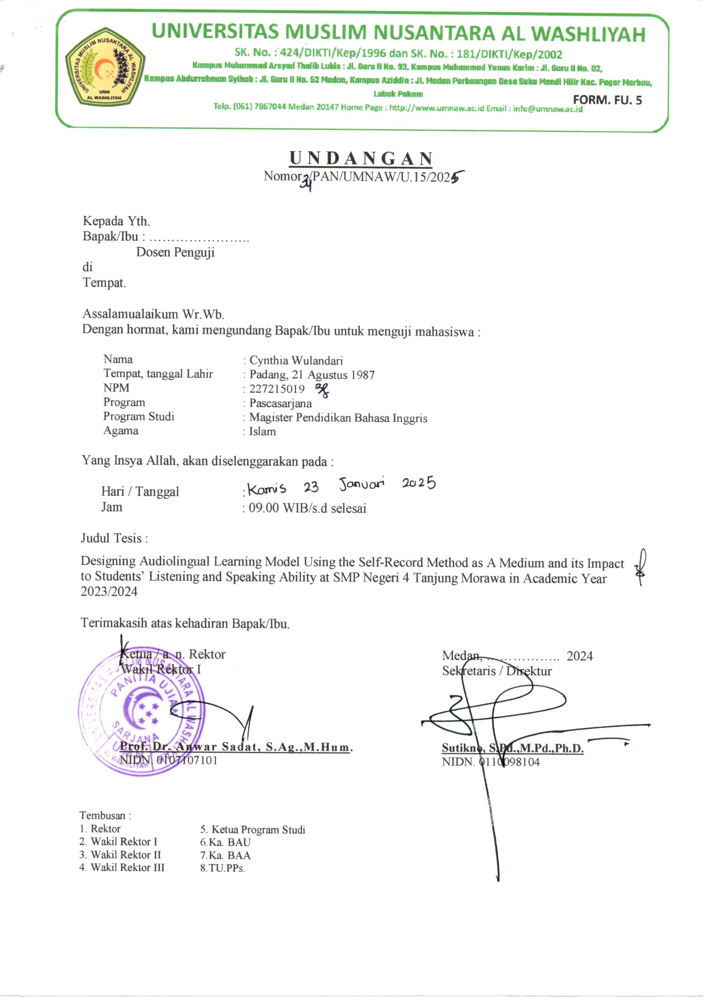 UNIVERSITAS MUSLIM NUSANTARA AL WASHLIYAH
SK. No. : 424/DIKTI/Kep/1996 dan SK. No. : 181/DIKTI/Kep/2002
Kampus Muhammad Arsyad Thalib Lubis : Jl. Garu II No. 93, Kampus Muhammad Yunus Karim : Jl. Garu II No. 02,
Kampus Abdurrahman Syihab : Jl. Garu II No. 52 Medan, Kampus Aziddin : Jl. Medan Perbaungan Desa Suka Mandi Hilir Kec. Pagar Merbau,
Lubuk Pakam
FORM. FU. 5
Telp. (061) 7867044 Medan 20147 Home Page : http://www.umnaw.ac.id Email : info@umnaw.ac.id
UNIVERSITAS MUSLIM NUSANTARA AL WASHLIYAH
UMN
AL WASHLIYAH
UNDANGAN
Nomor 34/PAN/UMNAW/U.15/2025
Kepada Yth.
Bapak/Ibu : .......................
Dosen Penguji
di
Tempat.
Assalamualaikum Wr.Wb.
Dengan hormat, kami mengundang Bapak/Ibu untuk menguji mahasiswa :
Nama : Cynthia Wulandari
Tempat, tanggal Lahir : Padang, 21 Agustus 1987
NPM : 227215019
Program : Pascasarjana
Program Studi : Magister Pendidikan Bahasa Inggris
Agama : Islam
Yang Insya Allah, akan diselenggarakan pada :
Hari / Tanggal : Kamis 23 Januari 2025
Jam : 09.00 WIB/s.d selesai
Judul Tesis :
Designing Audiolingual Learning Model Using the Self-Record Method as A Medium and its Impact
to Students' Listening and Speaking Ability at SMP Negeri 4 Tanjung Morawa in Academic Year
2023/2024
Terimakasih atas kehadiran Bapak/Ibu.
Ketua / a. n. Rektor
Wakil Rektor I
Medan, ................. 2024
Sekretaris / Direktur
UNIVERSITAS MUSLIM NUSANTARA AL WASHLIYAH
PANITIA UJIAN
SARJANA
UMN
AL WASHLIYAH
Prof. Dr. Anwar Sadat, S.Ag.,M.Hum.
NIDN. 0107107101
Sutikno, S.Pd.,M.Pd.,Ph.D.
NIDN. 0110098104
Tembusan :
1. Rektor
2. Wakil Rektor I
3. Wakil Rektor II
4. Wakil Rektor III
5. Ketua Program Studi
6.Ka. BAU
7.Ka. BAA
8.TU.PPs.